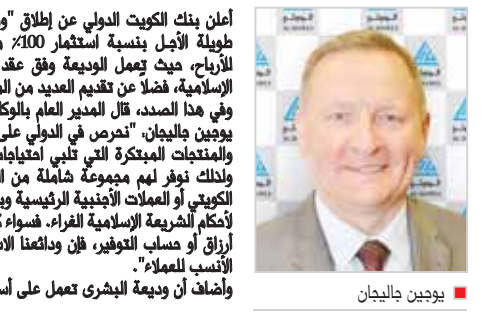 أعلن بنك الكويت الدولي عن إطلاق "و
طويلة الأجل بنسبة استثمار 100٪
للأرباح، حيث تعمل الوديعة وفق عقد
الإسلامية، فضلاً عن تقديم العديد من
وفي هذا الصدد، قال المدير العام بالوكا
يوجين جاليجان، "نحرص في الدولي على
والمنتجات المبتكرة التي تلبي احتياجات
ولذلك نوفر لهم مجموعة شاملة من
الكويتي أو العملات الأجنبية الرئيسية
لأحكام الشريعة الإسلامية الغراء. فسواء
أرزاق أو حساب التوفير، فإن ودائعنا
الأنسب للعملاء".
وأضاف أن وديعة البشرى تعمل على
يوجين جاليجان